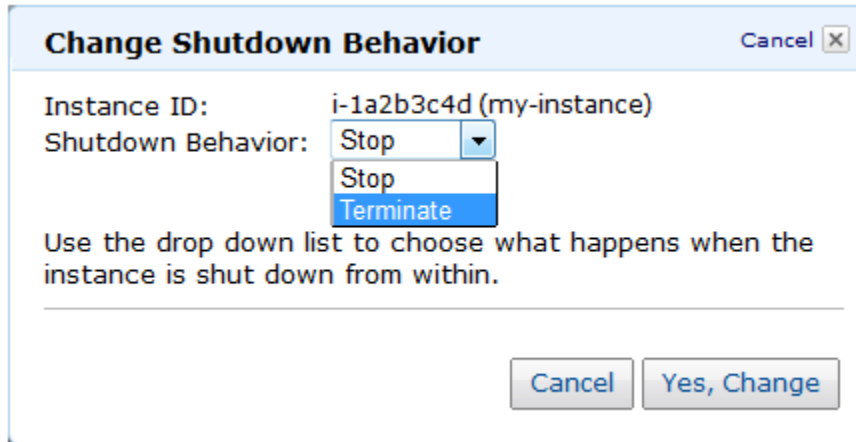 Change Shutdown Behavior Cancel
Instance ID: i-1a2b3c4d (my-instance)
Shutdown Behavior: Stop
Stop
Terminate
Use the drop down list to choose what happens when the
instance is shut down from within.
Cancel Yes, Change